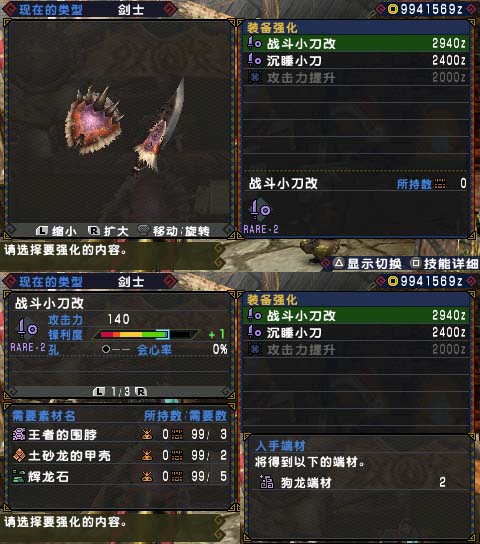 现在的类型 剑士
9941569z
装备强化
战斗小刀改 2940z
沉睡小刀 2400z
攻击力提升 2000z
战斗小刀改 所持数 0
RARE-2
L 缩小 R 扩大 移动/旋转
请选择要强化的内容。
△显示切换 □技能详细
现在的类型 剑士
9941569z
战斗小刀改
攻击力 140
锋利度 +1
RARE-2 孔 ●-- 会心率 0%
L 1/3 R
需要素材名 所持数/需要数
王者的围脖 0 99/ 3
土砂龙的甲壳 0 99/ 2
辉龙石 0 99/ 5
请选择要强化的内容。
装备强化
战斗小刀改 2940z
沉睡小刀 2400z
攻击力提升 2000z
入手端材
将得到以下的端材。
狗龙端材 2